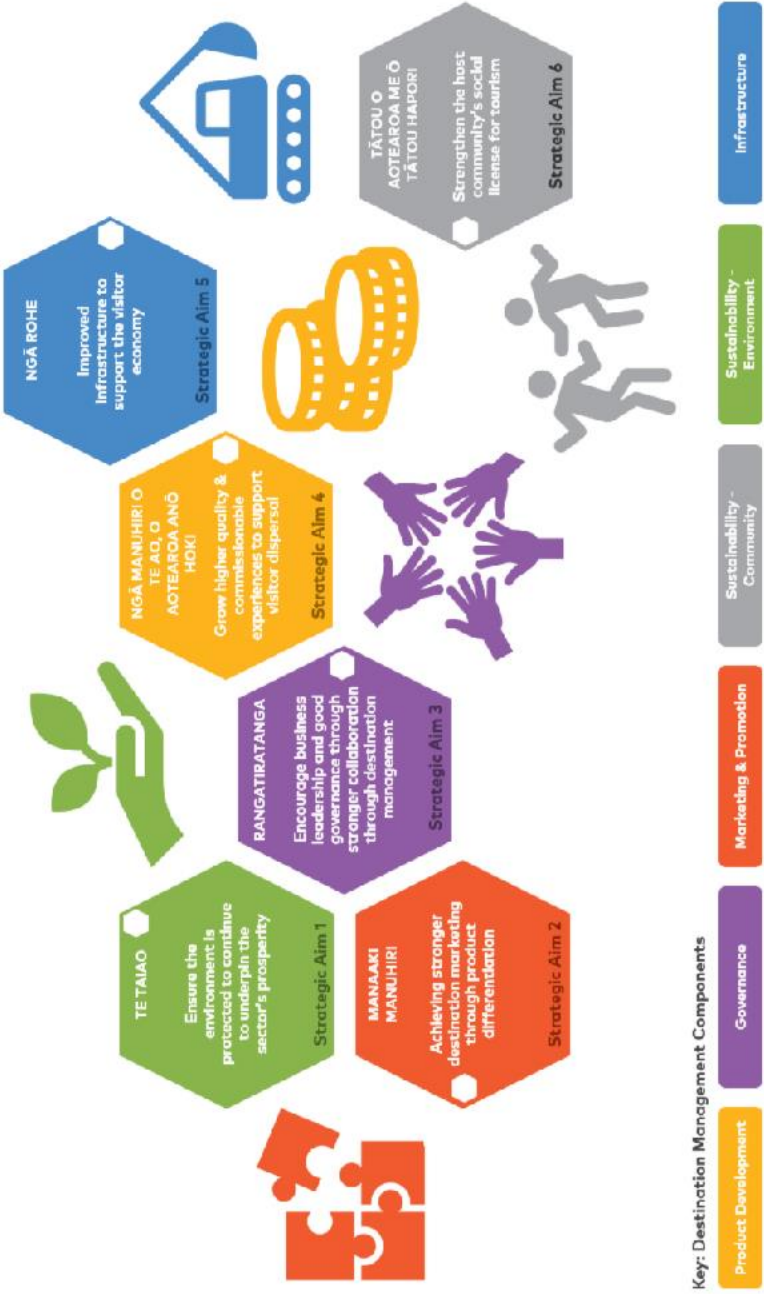 TE TAIAO
Ensure the
environment is
protected to continue
to underpin the
sector's prosperity
Strategic Aim 1
MANAAKI
MANUHIRI
Achieving stronger
destination marketing
through product
differentiation
Strategic Aim 2
RANGATIRATANGA
Encourage business
leadership and good
governance through
stronger collaboration
through destination
management
Strategic Aim 3
NGĀ MANUHIRI O
TE AO, O
AOTEAROA ANŌ
HOKI
Grow higher quality &
commissionable
experiences to support
visitor dispersal
Strategic Aim 4
NGĀ ROHE
Improved
Infrastructure to
support the visitor
economy
Strategic Aim 5
TĀTOU O
AOTEAROA ME Ō
TĀTOU HAPORI
Strengthen the host
community's social
license for tourism
Strategic Aim 6
Key: Destination Management Components
Product Development
Governance
Marketing & Promotion
Sustainability -
Community
Sustainability -
Environment
Infrastructure